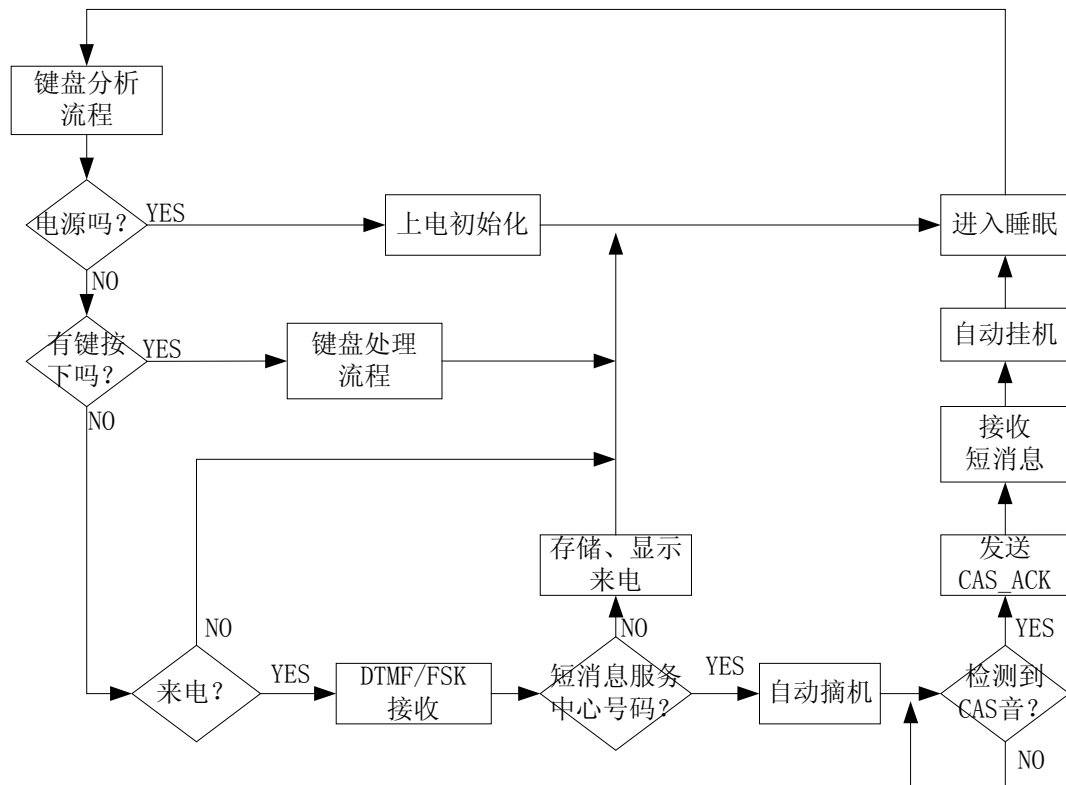 键盘分析
流程
电源吗?
YES
上电初始化
进入睡眠
NO
有键按
下吗?
YES
键盘处理
流程
自动挂机
NO
接收
短消息
存储、显示
来电
发送
CAS_ACK
NO
NO
YES
来电?
YES
DTMF/FSK
接收
短消息服务
中心号码?
YES
自动摘机
检测到
CAS音?
NO